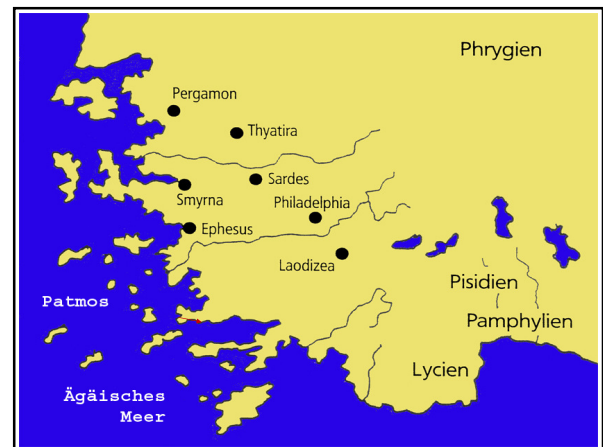 Phrygien
Pergamon
Thyatira
Sardes
Smyrna
Philadelphia
Ephesus
Laodizea
Pisidien
Patmos
Pamphylien
Lycien
Ägäisches
Meer